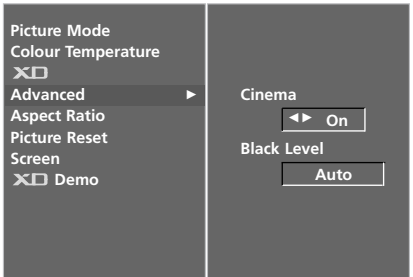 Picture Mode
Colour Temperature
XD
Advanced ►
Aspect Ratio
Picture Reset
Screen
XD Demo
Cinema
◄► On
Black Level
Auto